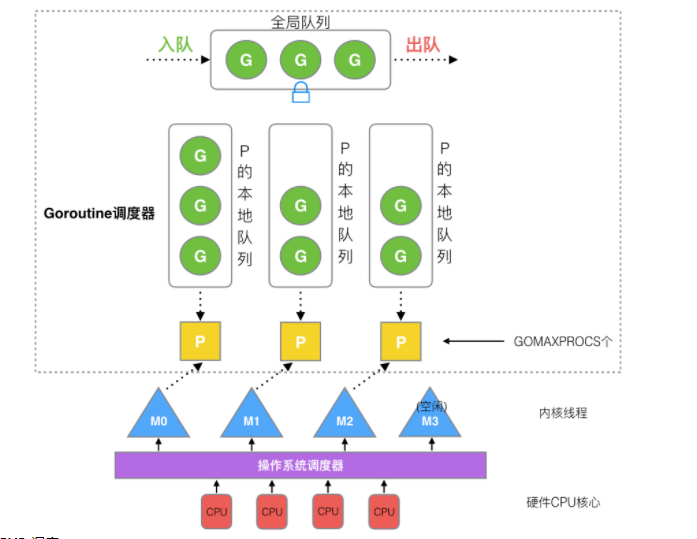 全局队列
入队
G G G
出队
G
G
G
P的本地队列
G
G
P的本地队列
G
G
P的本地队列
Goroutine调度器
P P P
GOMAXPROCS个
M0 M1 M2 (空闲) M3
内核线程
操作系统调度器
CPU CPU CPU CPU
硬件CPU核心